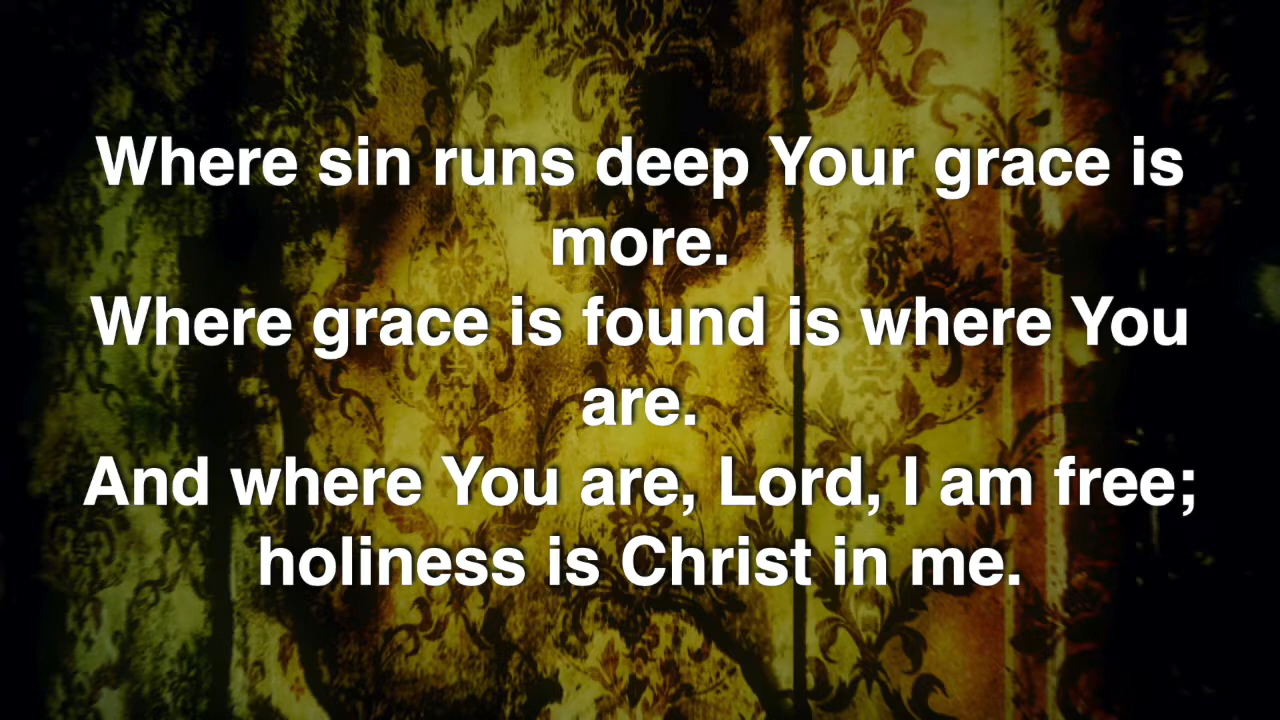 Where sin runs deep Your grace is
more.
Where grace is found is where You
are.
And where You are, Lord, I am free;
holiness is Christ in me.